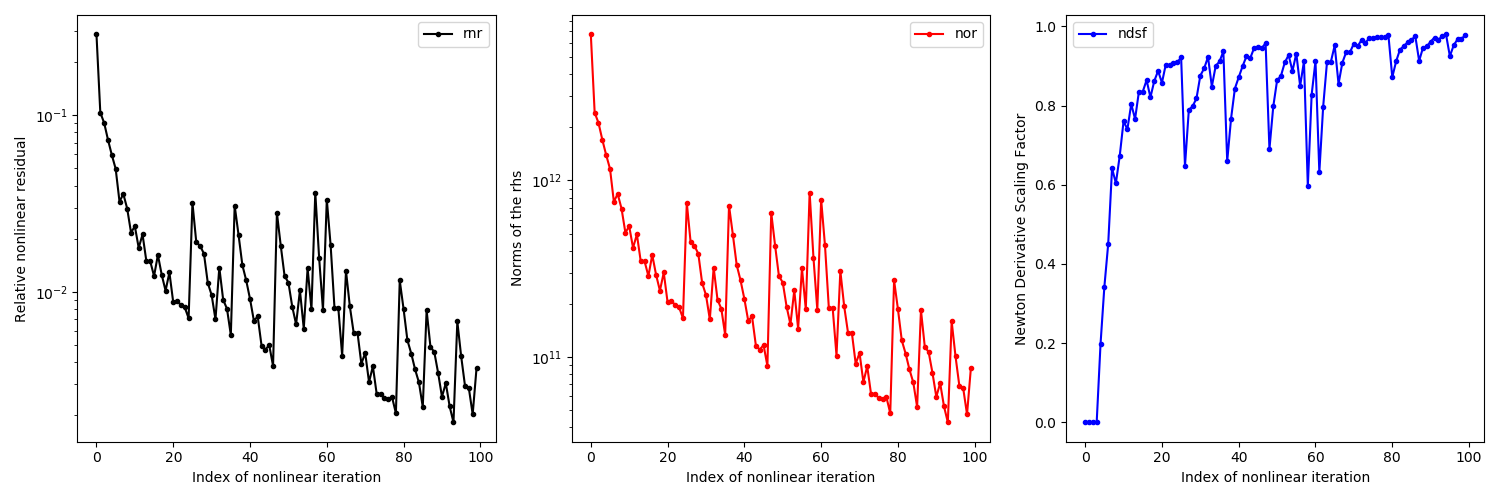 Relative nonlinear residual
10⁻¹
10⁻²
0 20 40 60 80 100
Index of nonlinear iteration
rnr
Norms of the rhs
10¹²
10¹¹
0 20 40 60 80 100
Index of nonlinear iteration
nor
Newton Derivative Scaling Factor
1.0
0.8
0.6
0.4
0.2
0.0
0 20 40 60 80 100
Index of nonlinear iteration
ndsf